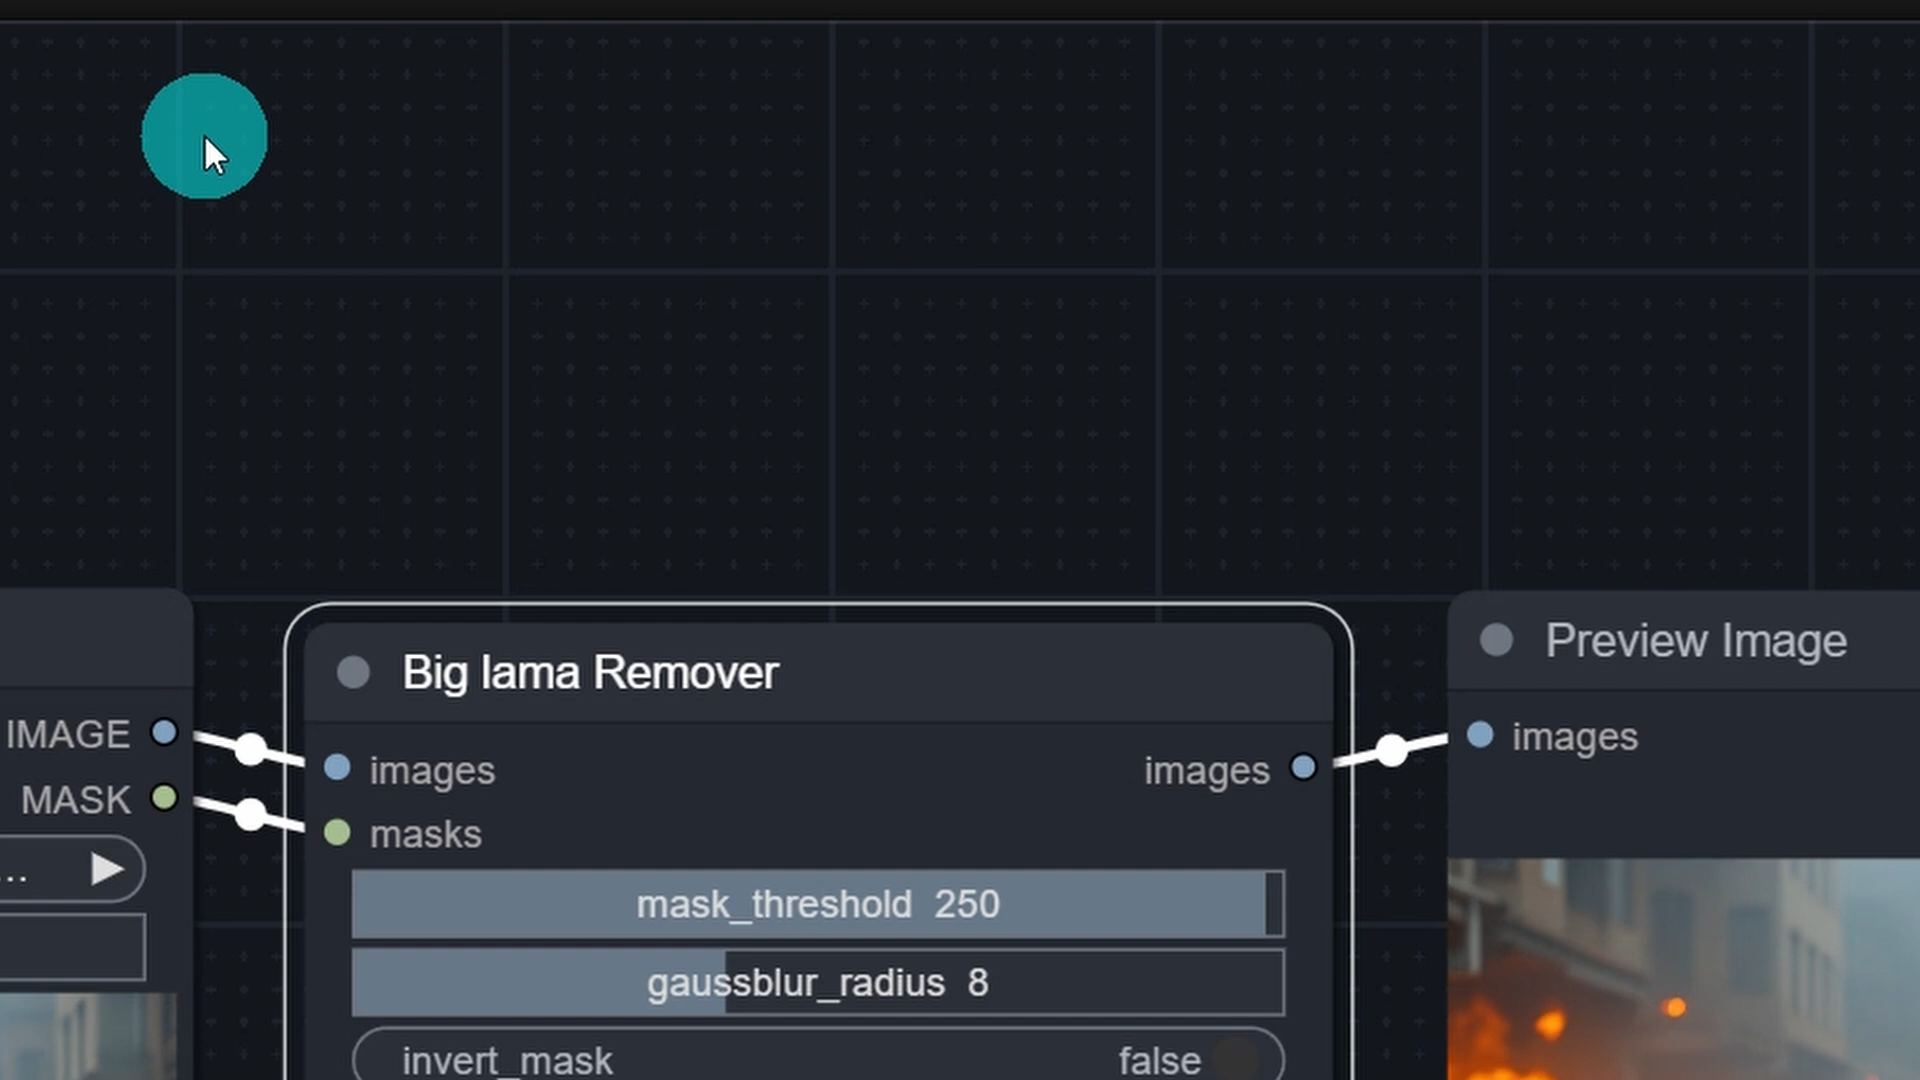 Big lama Remover
Preview Image
IMAGE
images
images
images
MASK
masks
...
mask_threshold 250
gaussblur_radius 8
invert_mask false